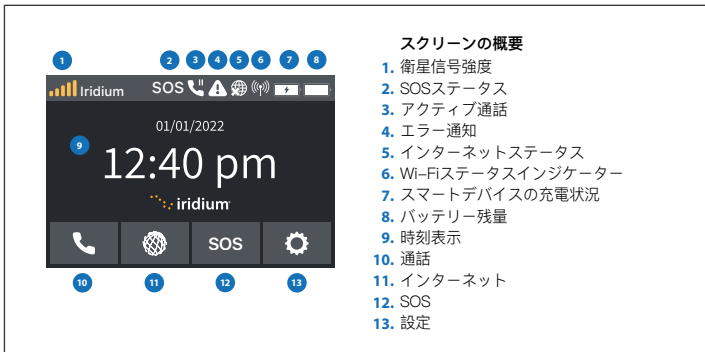 スクリーンの概要
1 2 3 4 5 6 7 8
Iridium SOS
01/01/2022
9
12:40 pm
iridium
SOS
10 11 12 13
1. 衛星信号強度
2. SOSステータス
3. アクティブ通話
4. エラー通知
5. インターネットステータス
6. Wi-Fiステータスインジケーター
7. スマートデバイスの充電状況
8. バッテリー残量
9. 時刻表示
10. 通話
11. インターネット
12. SOS
13. 設定